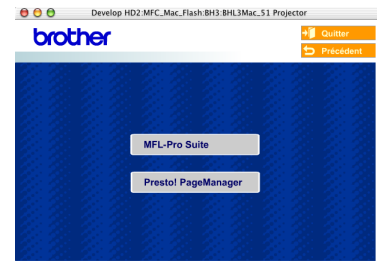 Develop HD2:MFC_Mac_Flash:BH3:BHL3Mac_51 Projector
brother
Quitter
Précédent
MFL-Pro Suite
Presto! PageManager